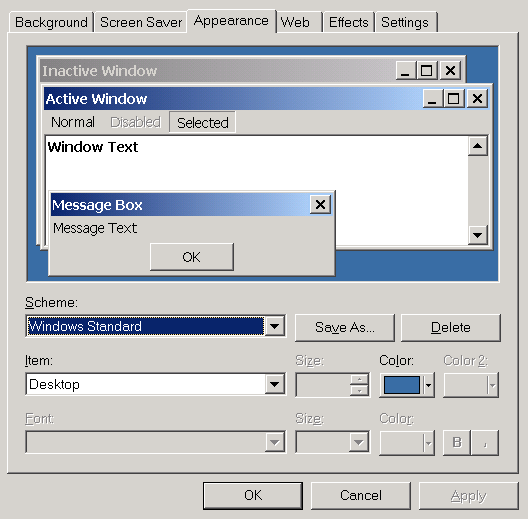 Background Screen Saver Appearance Web Effects Settings
Inactive Window
Active Window
Normal Disabled Selected
Window Text
Message Box
Message Text
OK
Scheme:
Windows Standard Save As... Delete
Item: Size: Color: Color 2:
Desktop
Font: Size: Color:
B
OK Cancel Apply